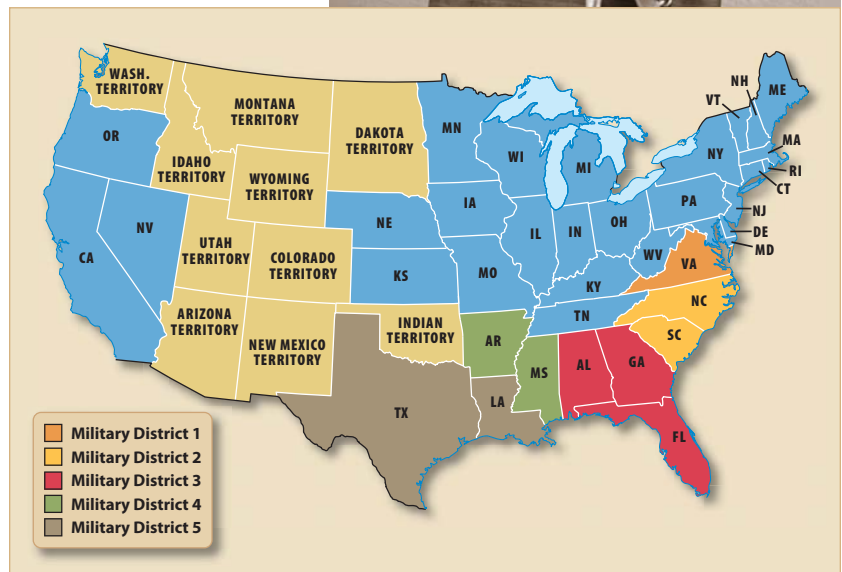 WASH.
TERRITORY
MONTANA
TERRITORY
DAKOTA
TERRITORY
MN
NH
VT
ME
OR
IDAHO
TERRITORY
WYOMING
TERRITORY
WI
MI
NY
MA
RI
CT
NV
CA
UTAH
TERRITORY
COLORADO
TERRITORY
NE
IA
IL
IN
OH
PA
NJ
DE
MD
KS
MO
WV
VA
KY
ARIZONA
TERRITORY
NEW MEXICO
TERRITORY
INDIAN
TERRITORY
TN
NC
SC
AR
MS
AL
GA
TX
LA
FL
Military District 1
Military District 2
Military District 3
Military District 4
Military District 5